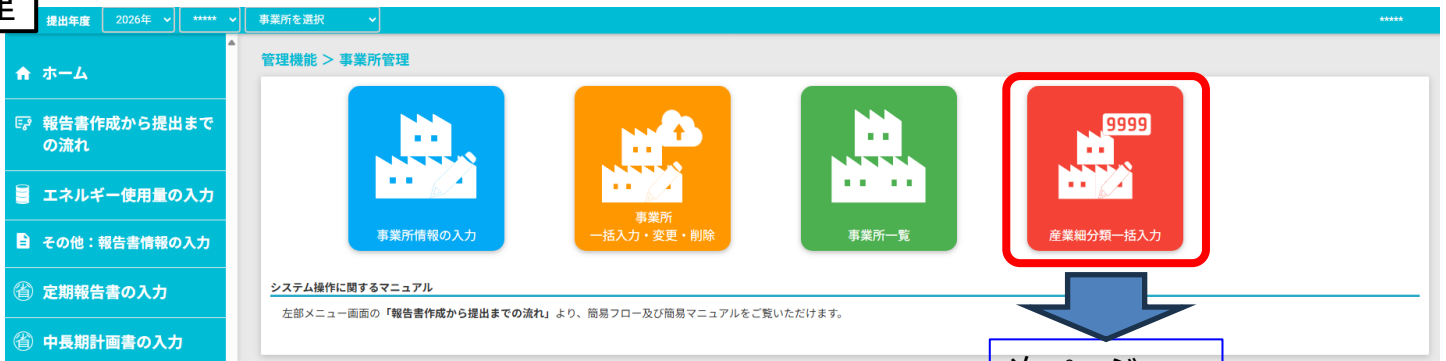 提出年度 2026年 ***** 事業所を選択 *****
管理機能 ＞ 事業所管理
ホーム
報告書作成から提出まで
の流れ
エネルギー使用量の入力
その他：報告書情報の入力
定期報告書の入力
中長期計画書の入力
事業所情報の入力
事業所
一括入力・変更・削除
事業所一覧
9999
産業細分類一括入力
システム操作に関するマニュアル
左部メニュー画面の「報告書作成から提出までの流れ」より、簡易フロー及び簡易マニュアルをご覧いただけます。